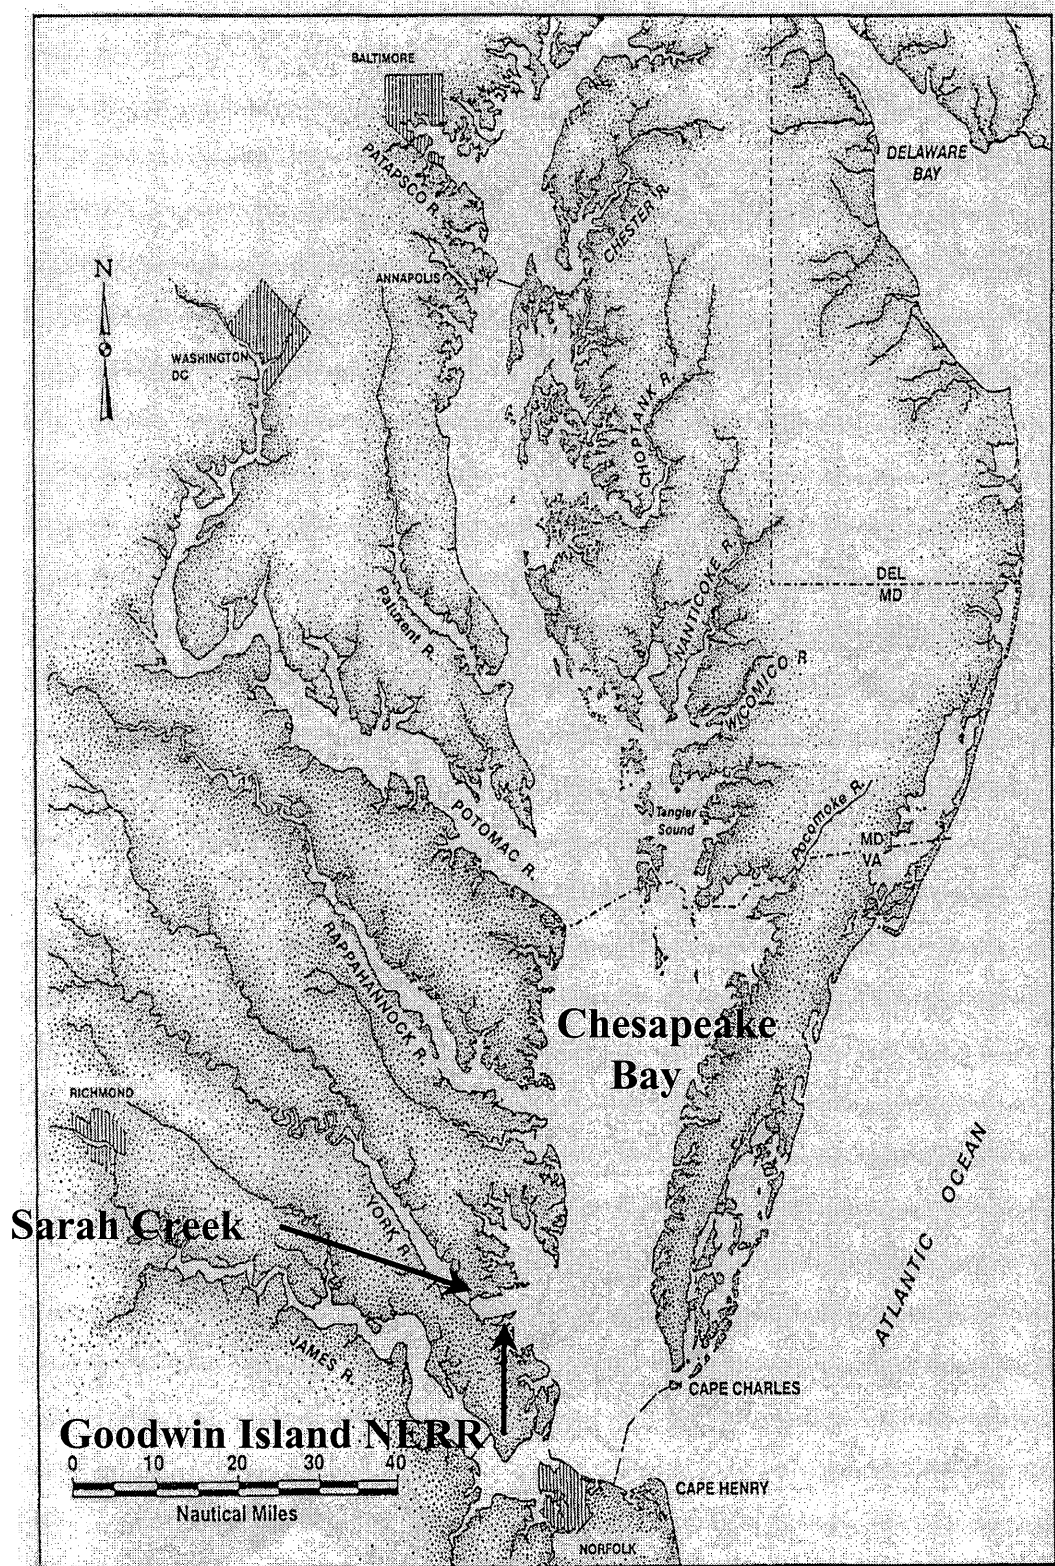 BALTIMORE
PATAPSCO R.
DELAWARE
BAY
CHESTER R.
N
ANNAPOLIS
WASHINGTON
DC
CHOPTANK R.
NANTICOKE R.
DEL
MD
Patuxent R.
WICOMICO R
POTOMAC R.
Tangier
Sound
Pocomoke R.
MD
VA
RAPPAHANNOCK R.
Chesapeake
Bay
RICHMOND
YORK R.
Sarah Creek
ATLANTIC OCEAN
JAMES R.
CAPE CHARLES
Goodwin Island NERR
0 10 20 30 40
Nautical Miles
CAPE HENRY
NORFOLK